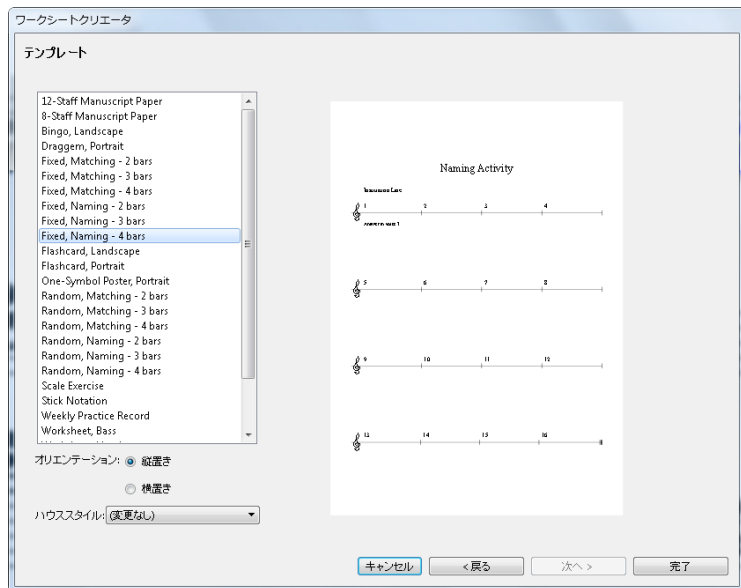 ワークシートクリエータ
テンプレート
12-Staff Manuscript Paper
8-Staff Manuscript Paper
Bingo, Landscape
Draggem, Portrait
Fixed, Matching - 2 bars
Fixed, Matching - 3 bars
Fixed, Matching - 4 bars
Fixed, Naming - 2 bars
Fixed, Naming - 3 bars
Fixed, Naming - 4 bars
Flashcard, Landscape
Flashcard, Portrait
One-Symbol Poster, Portrait
Random, Matching - 2 bars
Random, Matching - 3 bars
Random, Matching - 4 bars
Random, Naming - 2 bars
Random, Naming - 3 bars
Random, Naming - 4 bars
Scale Exercise
Stick Notation
Weekly Practice Record
Worksheet, Bass
Naming Activity
1 2 3 4
5 6 7 8
9 10 11 12
13 14 15 16
オリエンテーション: 縦置き
横置き
ハウススタイル: (変更なし)
キャンセル <戻る 次へ> 完了